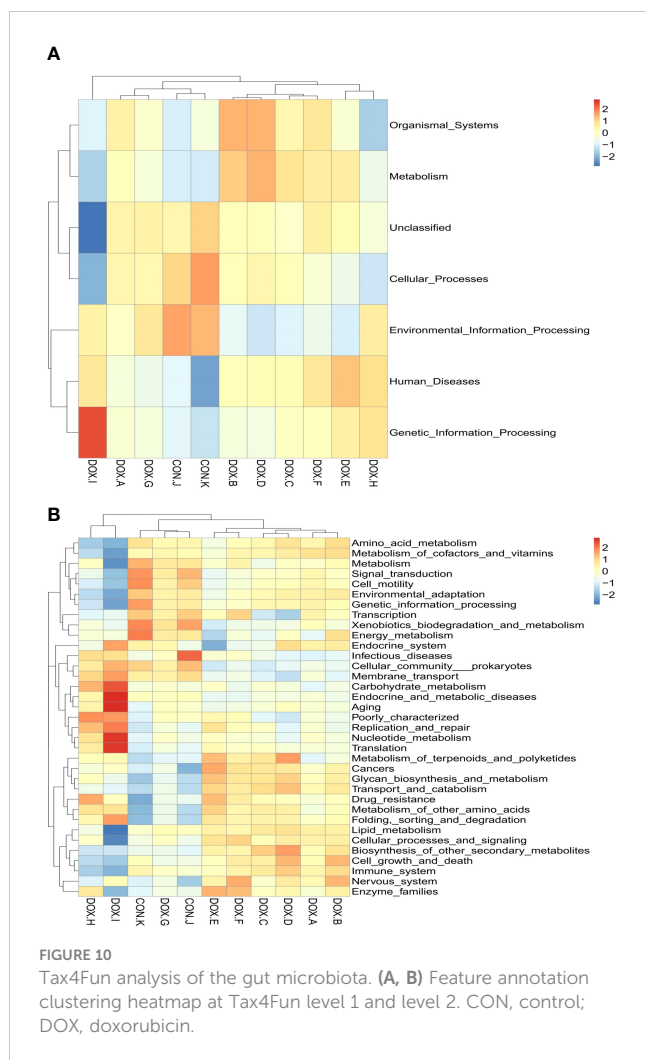 A
Organismal_Systems
Metabolism
Unclassified
Cellular_Processes
Environmental_Information_Processing
Human_Diseases
Genetic_Information_Processing
2
1
0
−1
−2
DOX.I
DOX.A
DOX.G
CON.J
CON.K
DOX.B
DOX.D
DOX.C
DOX.F
DOX.E
DOX.H
B
Amino_acid_metabolism
Metabolism_of_cofactors_and_vitamins
Metabolism
Signal_transduction
Cell_motility
Environmental_adaptation
Genetic_information_processing
Transcription
Xenobiotics_biodegradation_and_metabolism
Energy_metabolism
Endocrine_system
Infectious_diseases
Cellular_community___prokaryotes
Membrane_transport
Carbohydrate_metabolism
Endocrine_and_metabolic_diseases
Aging
Poorly_characterized
Replication_and_repair
Nucleotide_metabolism
Translation
Metabolism_of_terpenoids_and_polyketides
Cancers
Glycan_biosynthesis_and_metabolism
Transport_and_catabolism
Drug_resistance
Metabolism_of_other_amino_acids
Folding,_sorting_and_degradation
Lipid_metabolism
Cellular_processes_and_signaling
Biosynthesis_of_other_secondary_metabolites
Cell_growth_and_death
Immune_system
Nervous_system
Enzyme_families
2
1
0
−1
−2
DOX.H
DOX.I
CON.K
DOX.G
CON.J
DOX.E
DOX.F
DOX.C
DOX.D
DOX.A
DOX.B
FIGURE 10
Tax4Fun analysis of the gut microbiota. (A, B) Feature annotation
clustering heatmap at Tax4Fun level 1 and level 2. CON, control;
DOX, doxorubicin.